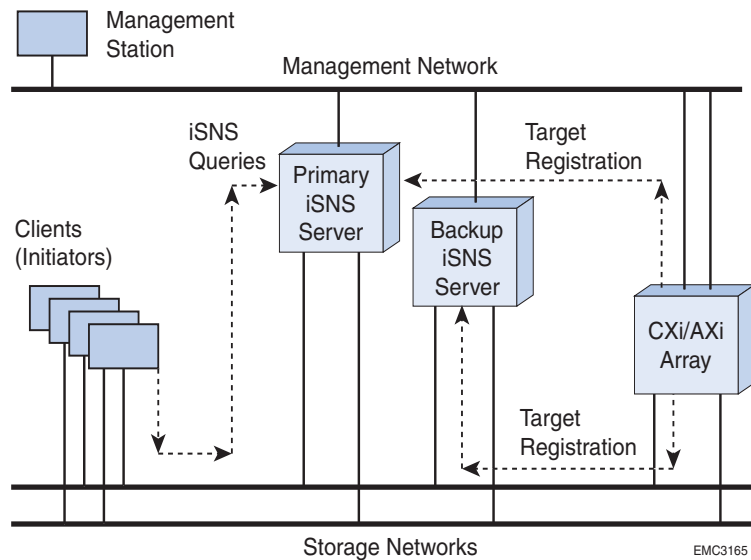 Management
Station
Management Network
iSNS
Queries
Target
Registration
Primary
iSNS
Server
Backup
iSNS
Server
Clients
(Initiators)
CXi/AXi
Array
Target
Registration
Storage Networks
EMC3165